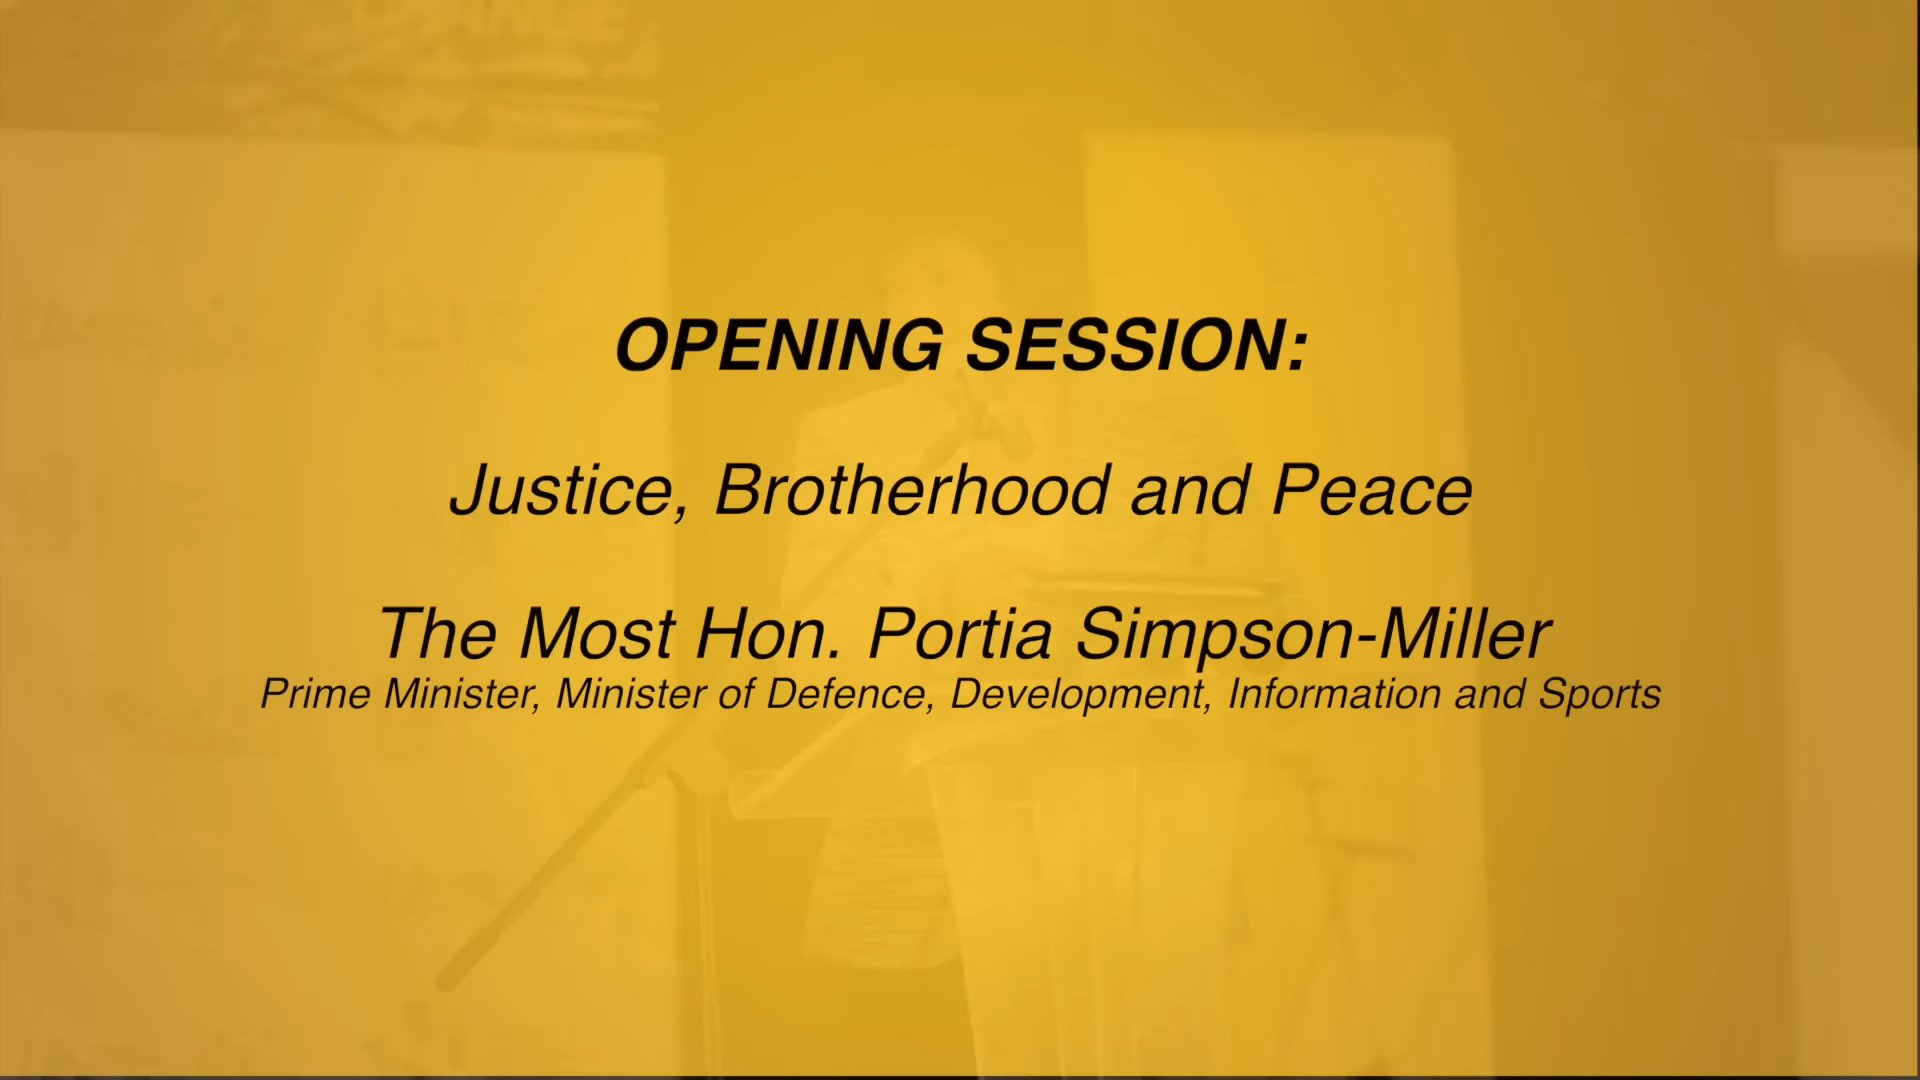 OPENING SESSION:
Justice, Brotherhood and Peace
The Most Hon. Portia Simpson-Miller
Prime Minister, Minister of Defence, Development, Information and Sports